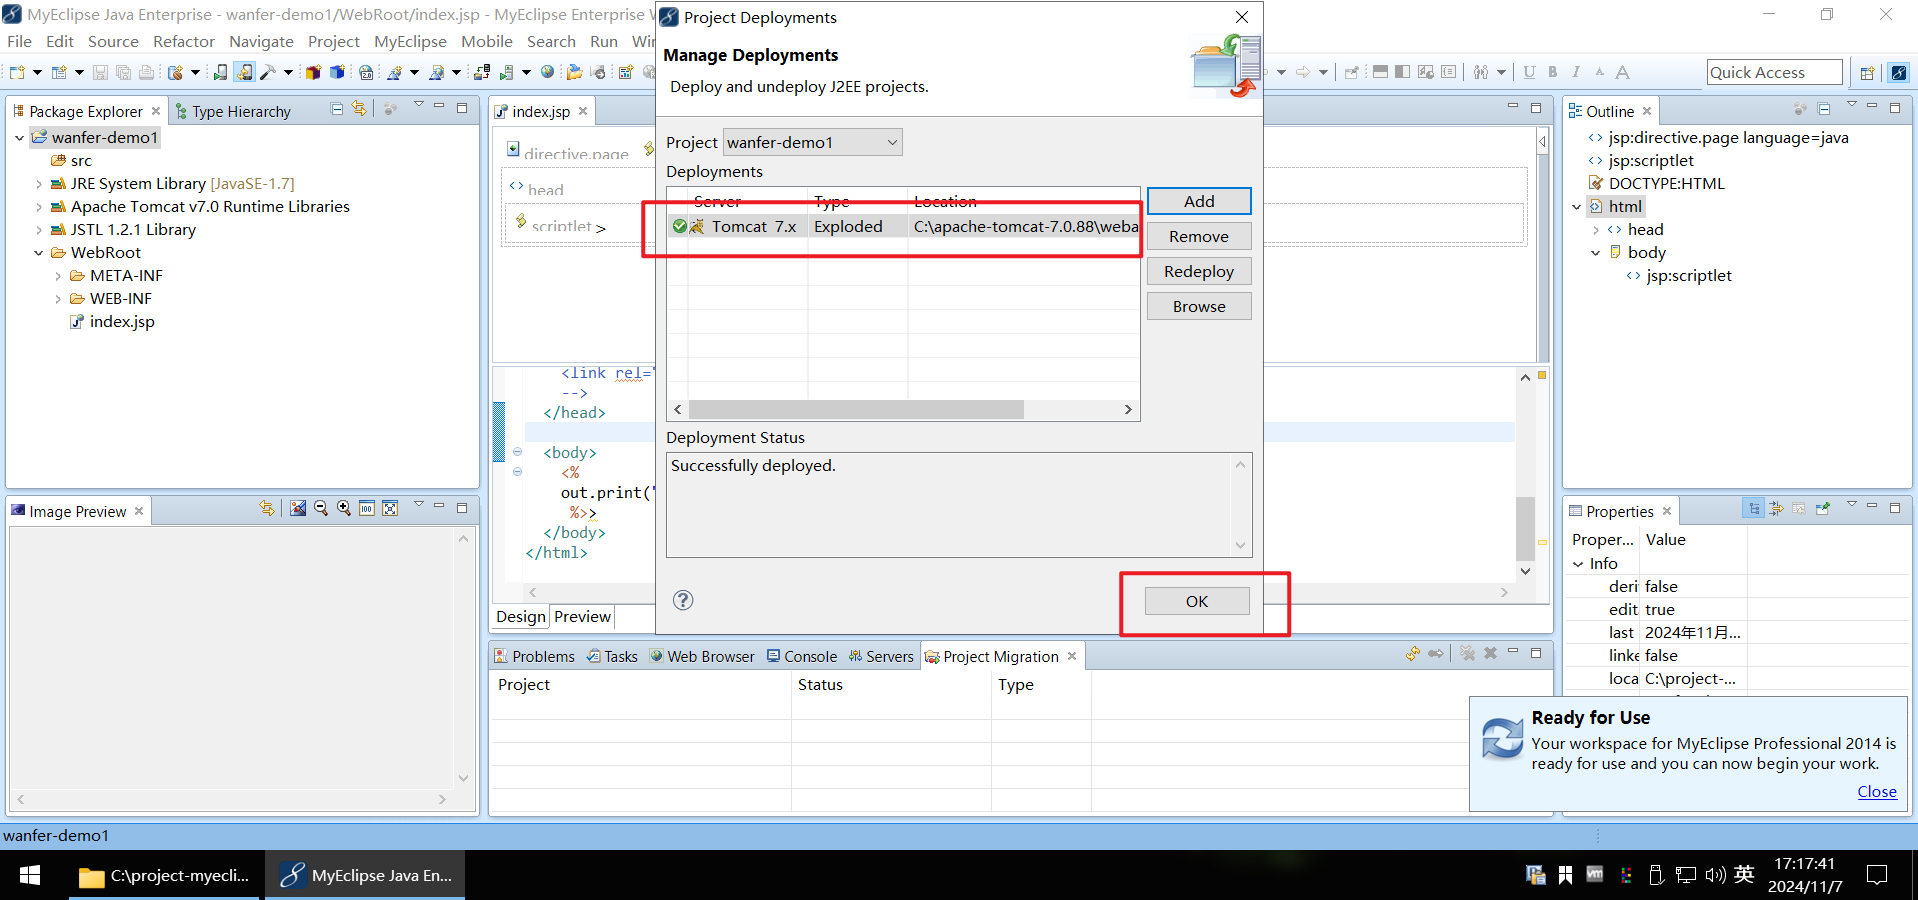 MyEclipse Java Enterprise - wanfer-demo1/WebRoot/index.jsp - MyEclipse Enterprise W
File Edit Source Refactor Navigate Project MyEclipse Mobile Search Run Win
Quick Access
Package Explorer
Type Hierarchy
wanfer-demo1
src
JRE System Library [JavaSE-1.7]
Apache Tomcat v7.0 Runtime Libraries
JSTL 1.2.1 Library
WebRoot
META-INF
WEB-INF
index.jsp
Image Preview
index.jsp
directive.page
head
scriptlet >
<link rel="
-->
</head>
<body>
<%
out.print("
%>>
</body>
</html>
Design Preview
Project Deployments
Manage Deployments
Deploy and undeploy J2EE projects.
Project wanfer-demo1
Deployments
Server Type Location
Tomcat 7.x Exploded C:\apache-tomcat-7.0.88\weba
Add
Remove
Redeploy
Browse
Deployment Status
Successfully deployed.
OK
Problems Tasks Web Browser Console Servers Project Migration
Project Status Type
Outline
jsp:directive.page language=java
jsp:scriptlet
DOCTYPE:HTML
html
head
body
jsp:scriptlet
Properties
Proper... Value
Info
deri false
edit true
last 2024年11月...
linke false
loca C:\project-...
Ready for Use
Your workspace for MyEclipse Professional 2014 is
ready for use and you can now begin your work.
Close
wanfer-demo1
C:\project-myecli...
MyEclipse Java En...
英
17:17:41
2024/11/7